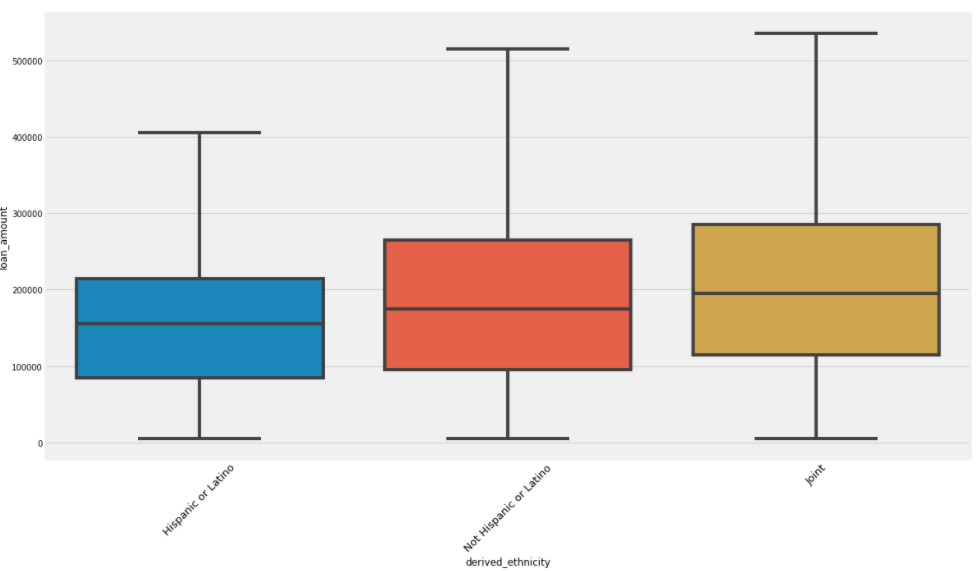 500000
400000
300000
200000
100000
0
loan_amount
Hispanic or Latino
Not Hispanic or Latino
Joint
derived_ethnicity